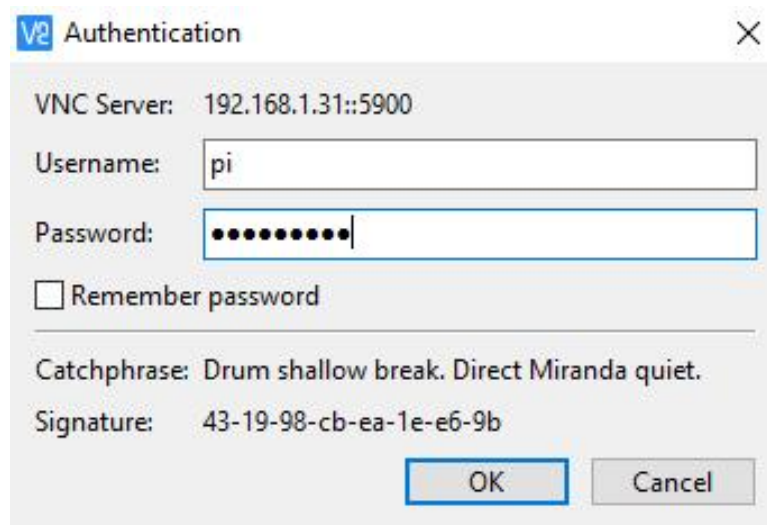 V2 Authentication
VNC Server: 192.168.1.31::5900
Username: pi
Password: •••••••••
Remember password
Catchphrase: Drum shallow break. Direct Miranda quiet.
Signature: 43-19-98-cb-ea-1e-e6-9b
OK Cancel